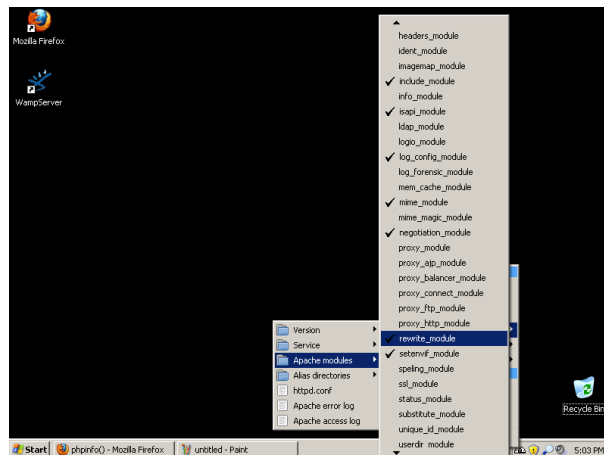 Mozilla Firefox
WampServer
headers_module
ident_module
imagemap_module
include_module
info_module
isapi_module
ldap_module
logio_module
log_config_module
log_forensic_module
mem_cache_module
mime_module
mime_magic_module
negotiation_module
proxy_module
proxy_ajp_module
proxy_balancer_module
proxy_connect_module
proxy_ftp_module
proxy_http_module
rewrite_module
setenvif_module
speling_module
ssl_module
status_module
substitute_module
unique_id_module
userdir_module
Version
Service
Apache modules
Alias directories
httpd.conf
Apache error log
Apache access log
Recycle Bin
Start
phpinfo() - Mozilla Firefox
untitled - Paint
5:03 PM